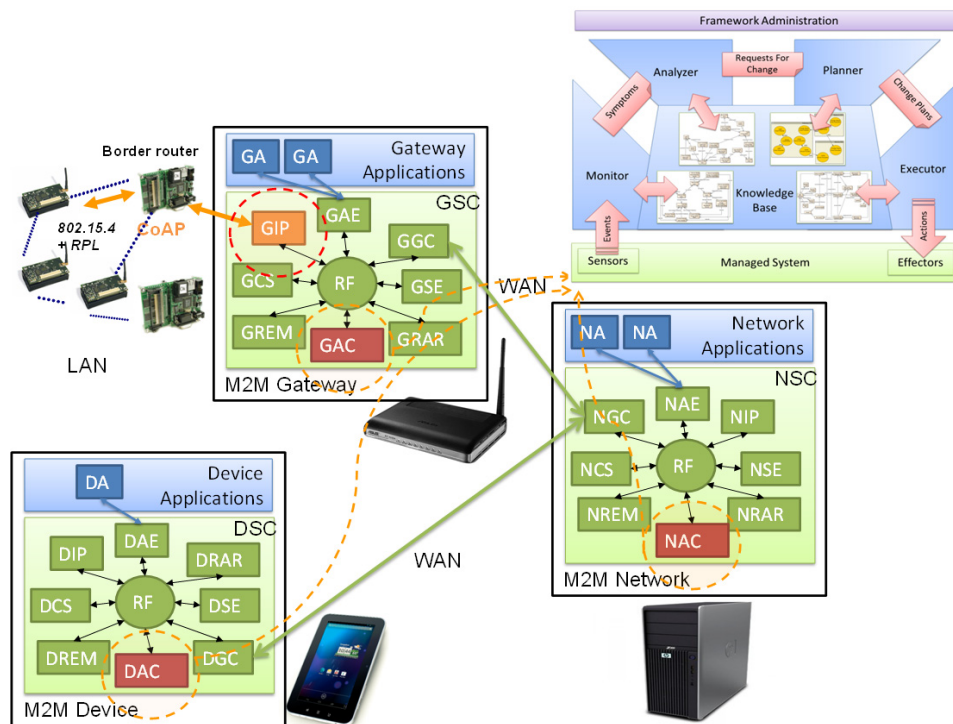 Framework Administration
Requests For
Change
Analyzer
Planner
Symptoms
Change Plans
Monitor
Knowledge
Base
Executor
Events
Actions
Sensors
Managed System
Effectors
Border router
802.15.4
+ RPL
CoAP
LAN
GA
GA
Gateway
Applications
GSC
GIP
GAE
GGC
GCS
RF
GSE
GREM
GAC
GRAR
M2M Gateway
WAN
NA
NA
Network
Applications
NSC
NGC
NAE
NIP
NCS
RF
NSE
NREM
NAC
NRAR
M2M Network
WAN
DA
Device
Applications
DSC
DIP
DAE
DRAR
DCS
RF
DSE
DREM
DAC
DGC
M2M Device